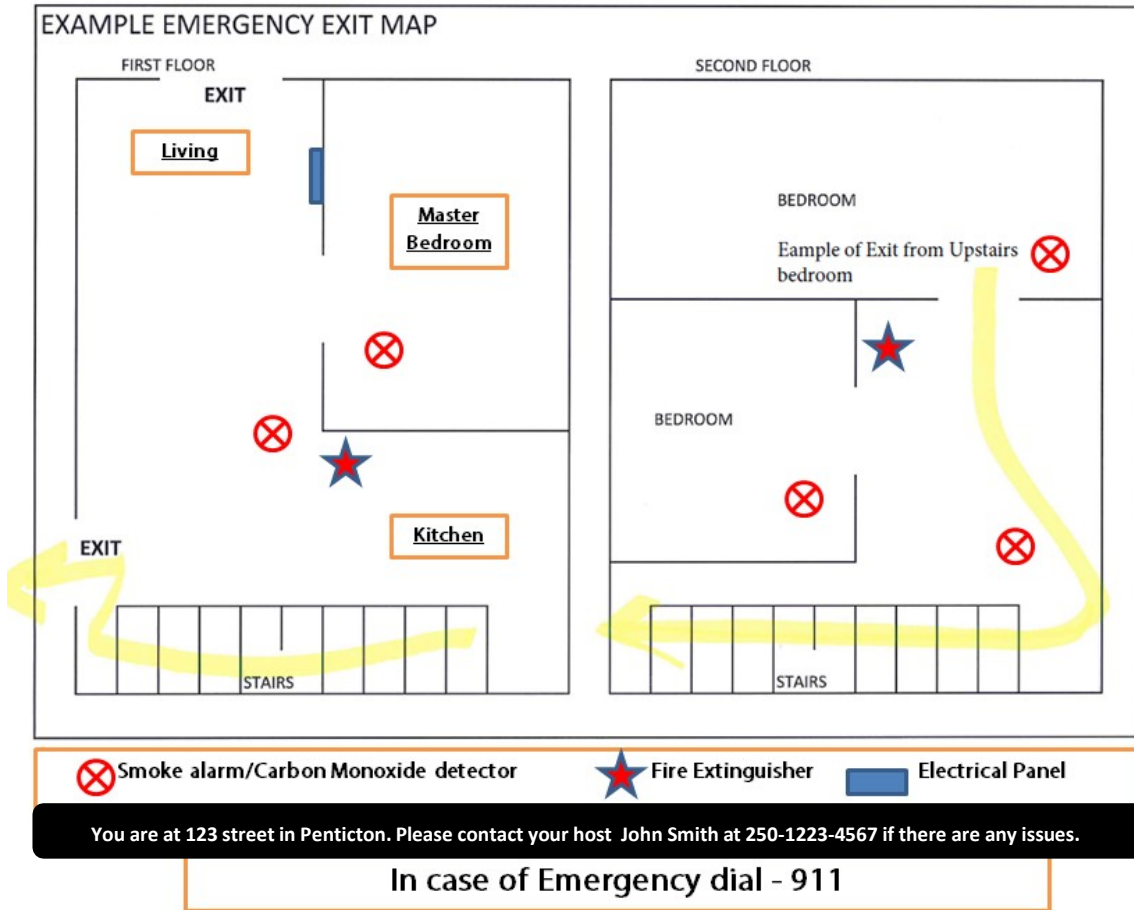 EXAMPLE EMERGENCY EXIT MAP
FIRST FLOOR
EXIT
Living
Master
Bedroom
Kitchen
EXIT
STAIRS
SECOND FLOOR
BEDROOM
Eample of Exit from Upstairs
bedroom
BEDROOM
STAIRS
Smoke alarm/Carbon Monoxide detector
Fire Extinguisher
Electrical Panel
You are at 123 street in Penticton. Please contact your host John Smith at 250-1223-4567 if there are any issues.
In case of Emergency dial - 911